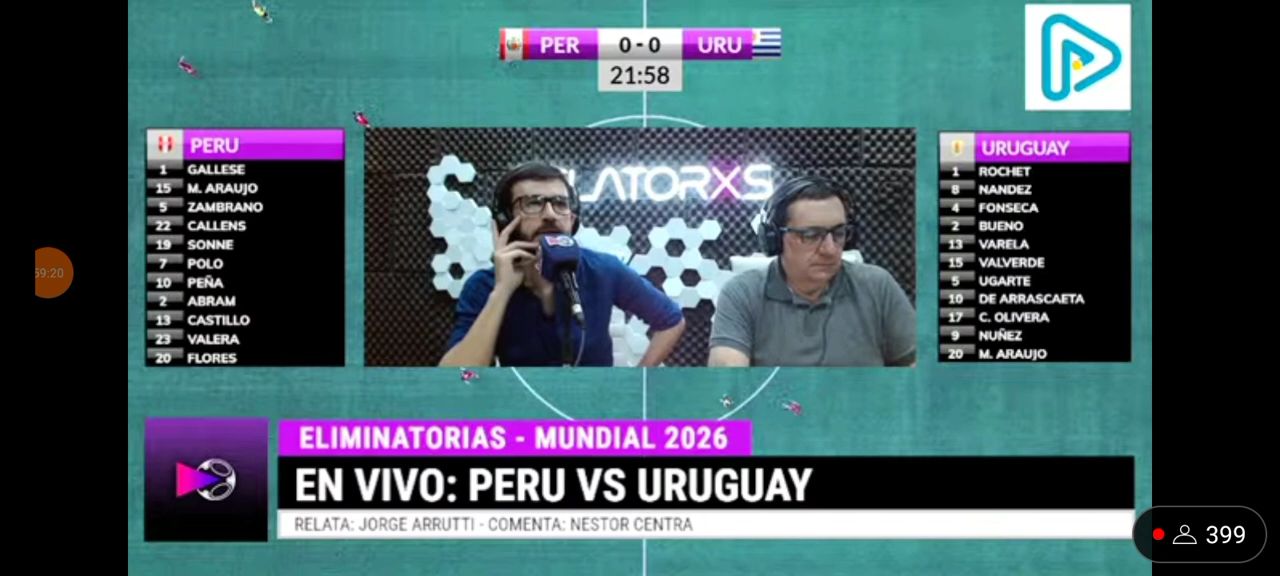 PER 0-0 URU
21:58
PERU
1 GALLESE
15 M. ARAUJO
5 ZAMBRANO
22 CALLENS
19 SONNE
7 POLO
10 PEÑA
2 ABRAM
13 CASTILLO
23 VALERA
20 FLORES
LATORXS
URUGUAY
1 ROCHET
8 NANDEZ
4 FONSECA
2 BUENO
13 VARELA
15 VALVERDE
5 UGARTE
10 DE ARRASCAETA
17 C. OLIVERA
9 NUÑEZ
20 M. ARAUJO
59:20
ELIMINATORIAS - MUNDIAL 2026
EN VIVO: PERU VS URUGUAY
RELATA: JORGE ARRUTTI - COMENTA: NESTOR CENTRA
399